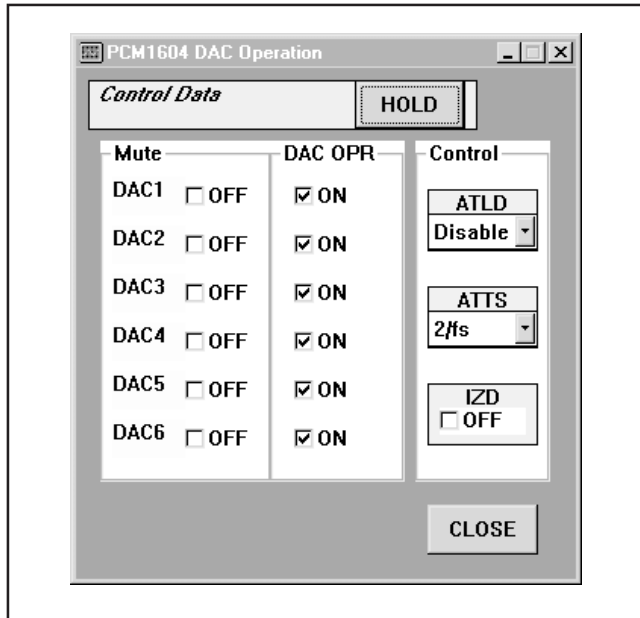 PCM1604 DAC Operation
Control Data
HOLD
Mute DAC OPR Control
DAC1 OFF ON
DAC2 OFF ON
DAC3 OFF ON
DAC4 OFF ON
DAC5 OFF ON
DAC6 OFF ON
ATLD
Disable
ATTS
2/fs
IZD
OFF
CLOSE